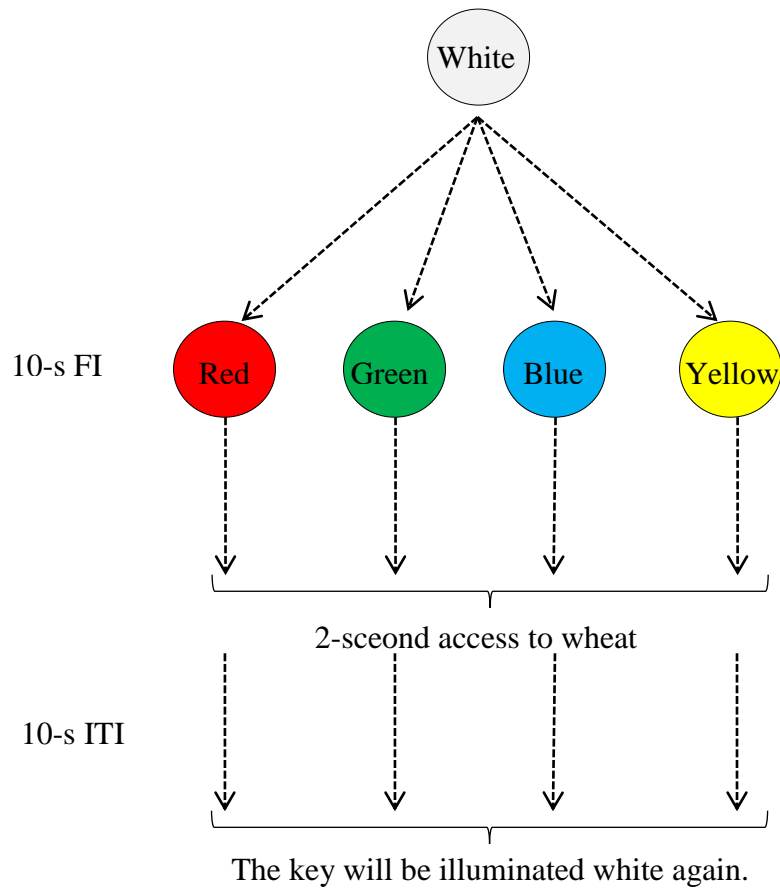 White
10-s FI
Red
Green
Blue
Yellow
2-sceond access to wheat
10-s ITI
The key will be illuminated white again.